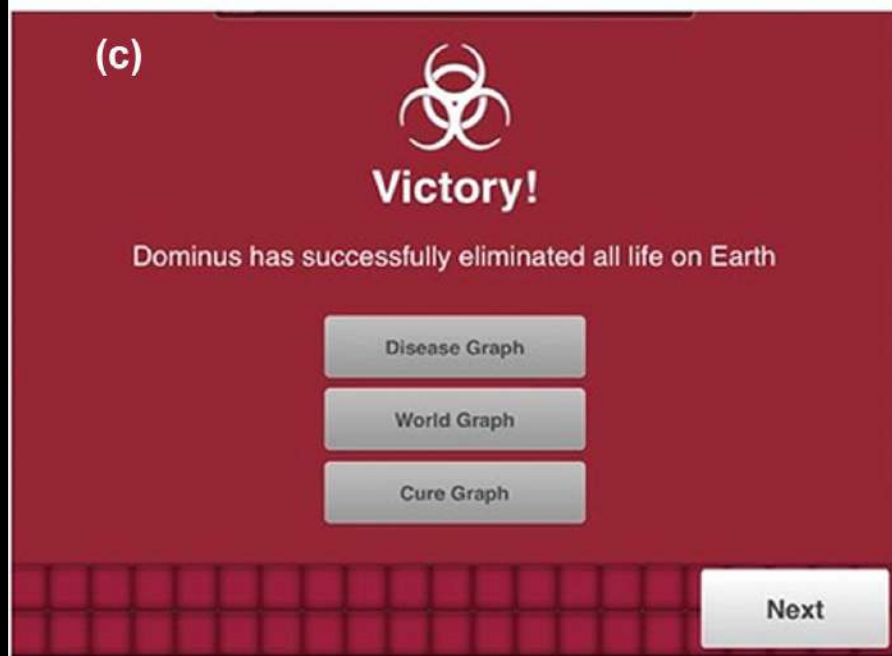 (c)
Victory!
Dominus has successfully eliminated all life on Earth
Disease Graph
World Graph
Cure Graph
Next